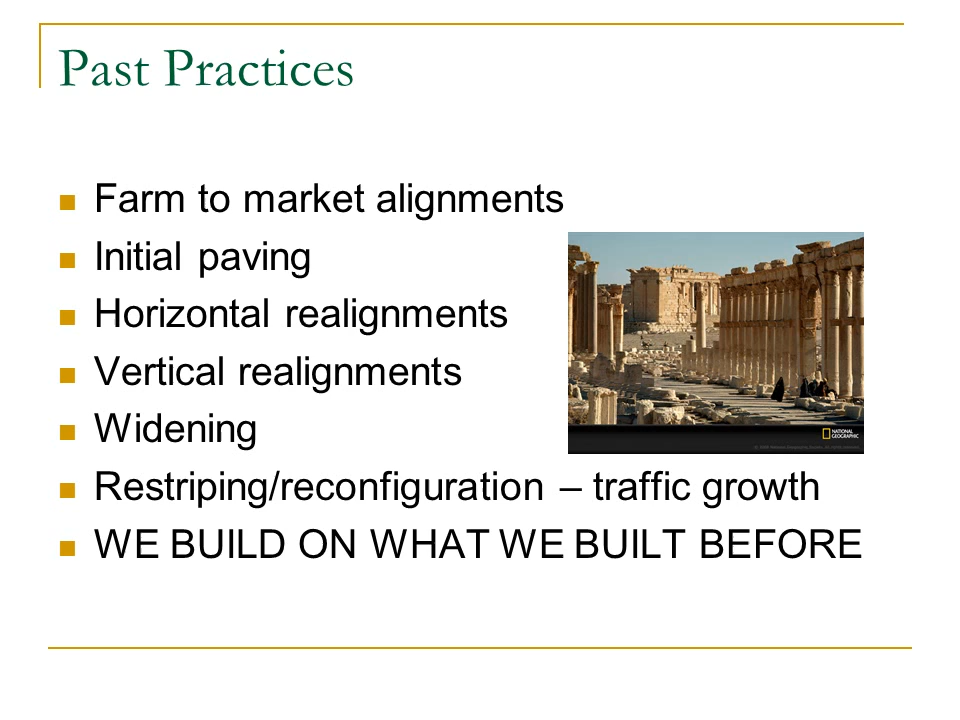 Past Practices
Farm to market alignments
Initial paving
Horizontal realignments
Vertical realignments
Widening
Restriping/reconfiguration – traffic growth
WE BUILD ON WHAT WE BUILT BEFORE
NATIONAL
GEOGRAPHIC